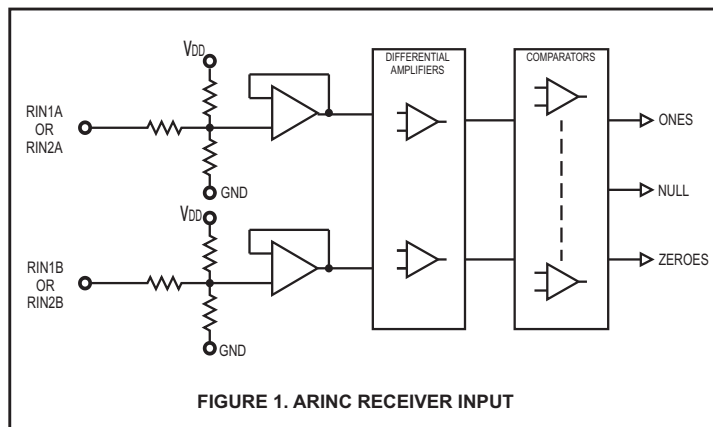 VDD
DIFFERENTIAL
AMPLIFIERS
COMPARATORS
RIN1A
OR
RIN2A
ONES
GND
NULL
VDD
RIN1B
OR
RIN2B
ZEROES
GND
FIGURE 1. ARINC RECEIVER INPUT